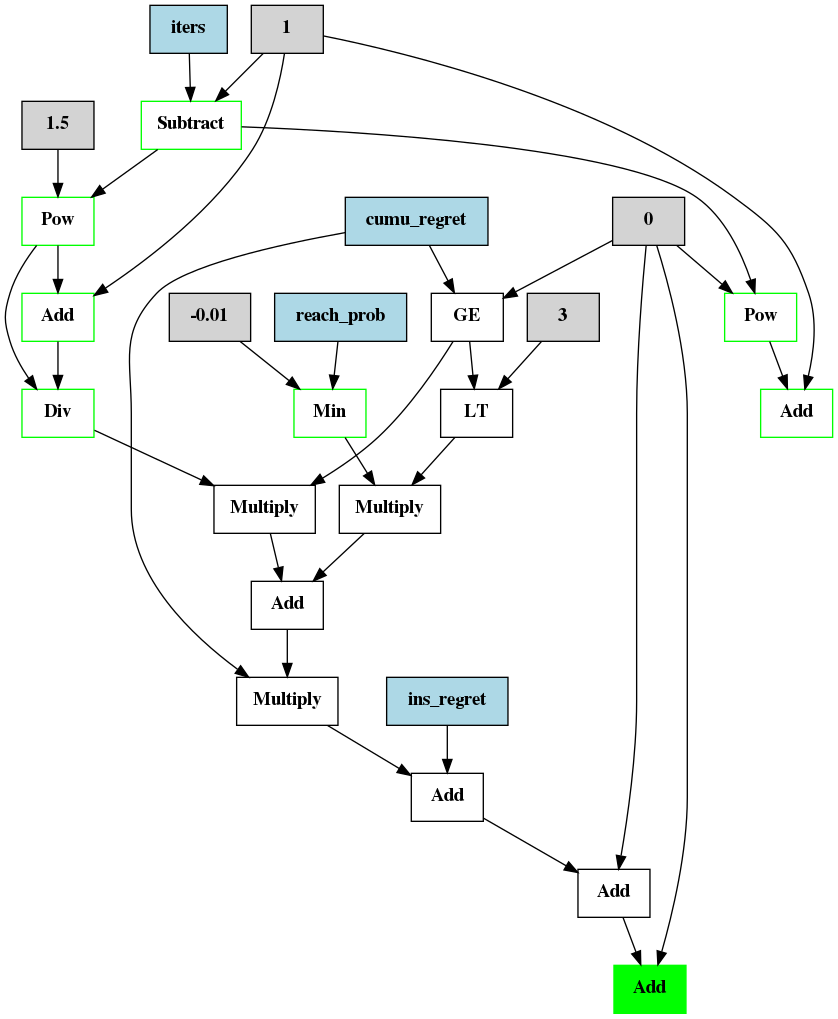 iters
1
1.5
Subtract
Pow
cumu_regret
0
Add
-0.01
reach_prob
GE
3
Pow
Div
Min
LT
Add
Multiply
Multiply
Add
Multiply
ins_regret
Add
Add
Add